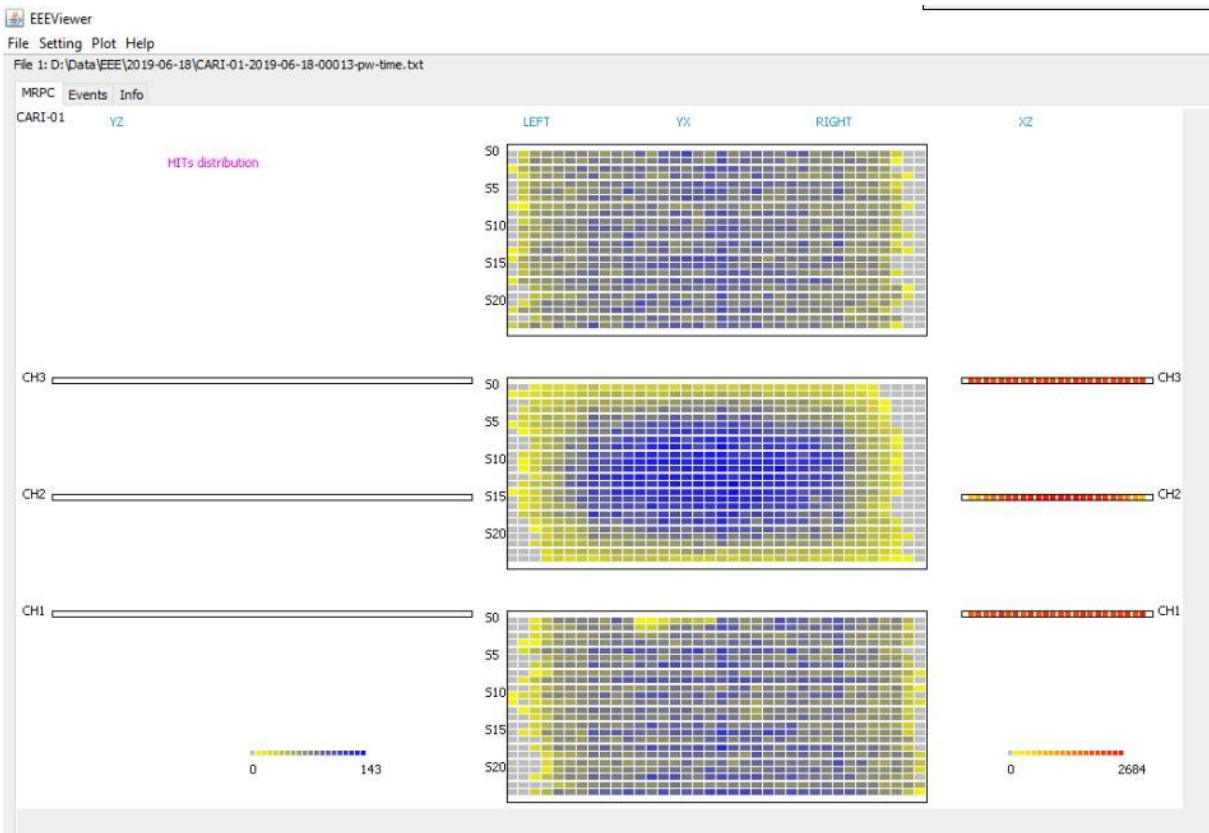 EEEViewer
File Setting Plot Help
File 1: D:\Data\EEE\2019-06-18\CARI-01-2019-06-18-00013-pw-time.txt
MRPC Events Info
CARI-01 YZ LEFT YX RIGHT XZ
HITs distribution
S0
S5
S10
S15
S20
CH3 S0 CH3
S5
S10
CH2 S15 CH2
S20
CH1 S0 CH1
S5
S10
S15
S20
0 143 0 2684